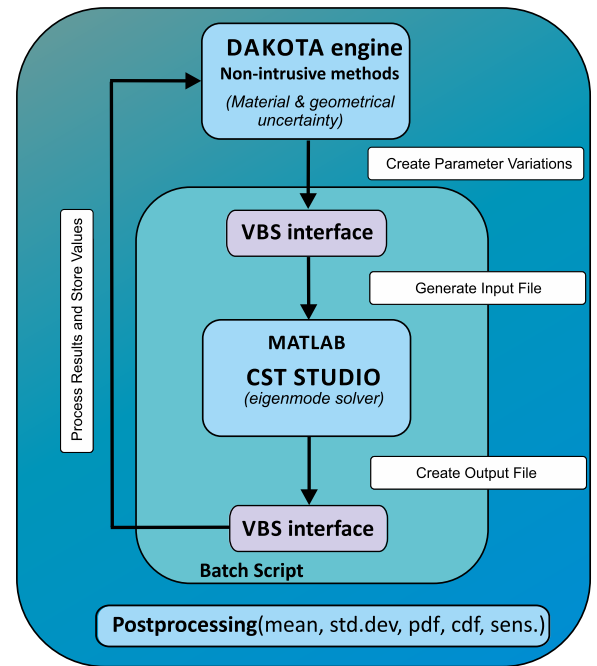 DAKOTA engine
Non-intrusive methods
(Material & geometrical
uncertainty)
Create Parameter Variations
VBS interface
Generate Input File
Process Results and Store Values
MATLAB
CST STUDIO
(eigenmode solver)
Create Output File
VBS interface
Batch Script
Postprocessing(mean, std.dev, pdf, cdf, sens.)